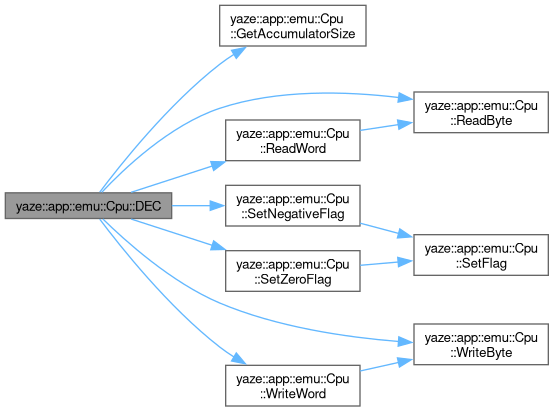 yaze::app::emu::Cpu
::GetAccumulatorSize
yaze::app::emu::Cpu
::ReadByte
yaze::app::emu::Cpu
::ReadWord
yaze::app::emu::Cpu::DEC
yaze::app::emu::Cpu
::SetNegativeFlag
yaze::app::emu::Cpu
::SetFlag
yaze::app::emu::Cpu
::SetZeroFlag
yaze::app::emu::Cpu
::WriteByte
yaze::app::emu::Cpu
::WriteWord